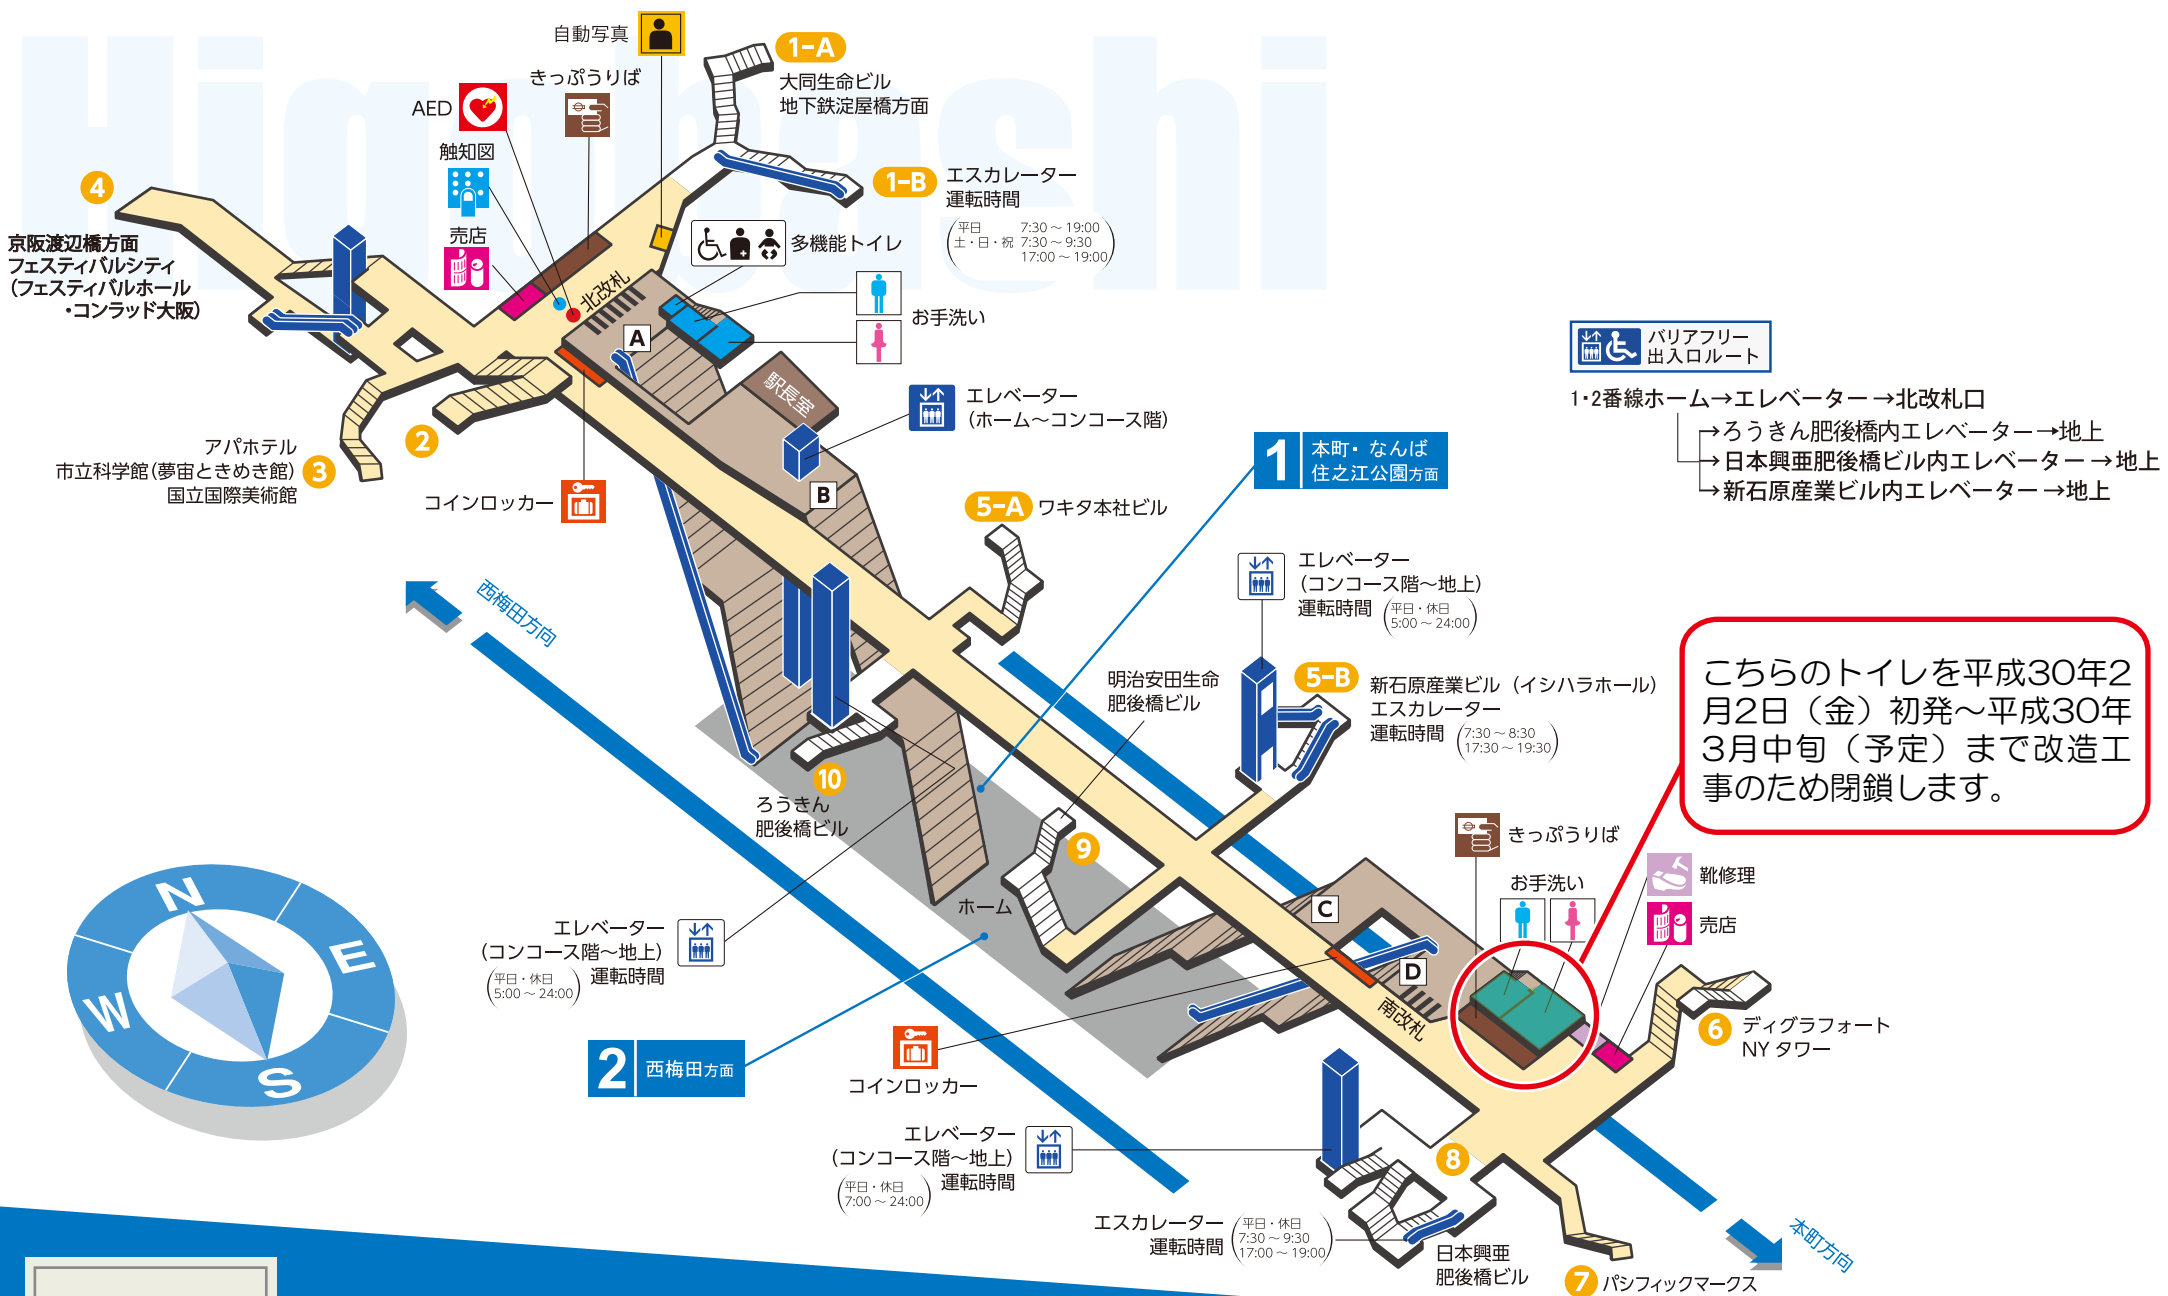 Higobashi
自動写真
1-A
大同生命ビル
地下鉄淀屋橋方面
きっぷうりば
AED
触知図
売店
4
京阪渡辺橋方面
フェスティバルシティ
(フェスティバルホール
・コンラッド大阪)
1-B
エスカレーター
運転時間
平日 7:30～19:00
土・日・祝 7:30～9:30
17:00～19:00
多機能トイレ
お手洗い
北改札
A
駅長室
エレベーター
(ホーム～コンコース階)
B
2
アパホテル
市立科学館(夢宙ときめき館)
国立国際美術館
3
コインロッカー
バリアフリー
出入口ルート
1・2番線ホーム→エレベーター→北改札口
→ろうきん肥後橋内エレベーター→地上
→日本興亜肥後橋ビル内エレベーター→地上
→新石原産業ビル内エレベーター→地上
1 本町・なんば
住之江公園方面
5-A ワキタ本社ビル
西梅田方向
エレベーター
(コンコース階～地上)
運転時間 (平日・休日
5:00～24:00)
5-B
新石原産業ビル(イシハラホール)
エスカレーター
運転時間 (7:30～8:30
17:30～19:30)
明治安田生命
肥後橋ビル
こちらのトイレを平成30年2
月2日(金)初発～平成30年
3月中旬(予定)まで改造工
事のため閉鎖します。
10
ろうきん
肥後橋ビル
9
きっぷうりば
お手洗い
靴修理
売店
ホーム
C
D
南改札
エレベーター
(コンコース階～地上)
(平日・休日
5:00～24:00) 運転時間
N
E
W
S
2 西梅田方面
コインロッカー
6
ディグラフォート
NY タワー
エレベーター
(コンコース階～地上)
(平日・休日
7:00～24:00) 運転時間
8
エスカレーター
運転時間 (平日・休日
7:30～9:30
17:00～19:00)
日本興亜
肥後橋ビル
7 パシフィックマークス
本町方向